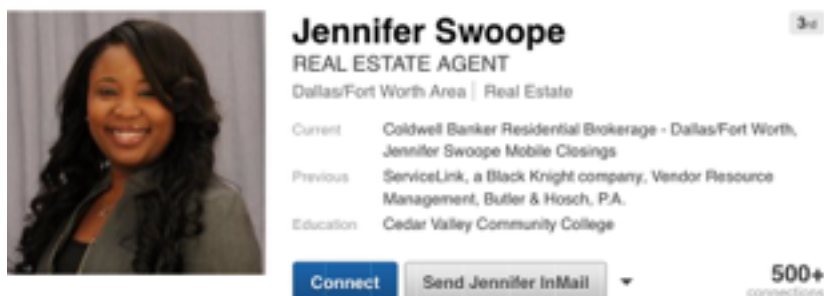 Jennifer Swoope
3rd
REAL ESTATE AGENT
Dallas/Fort Worth Area | Real Estate
Current Coldwell Banker Residential Brokerage - Dallas/Fort Worth,
Jennifer Swoope Mobile Closings
Previous ServiceLink, a Black Knight company, Vendor Resource
Management, Butler & Hosch, P.A.
Education Cedar Valley Community College
Connect Send Jennifer InMail 500+
connections